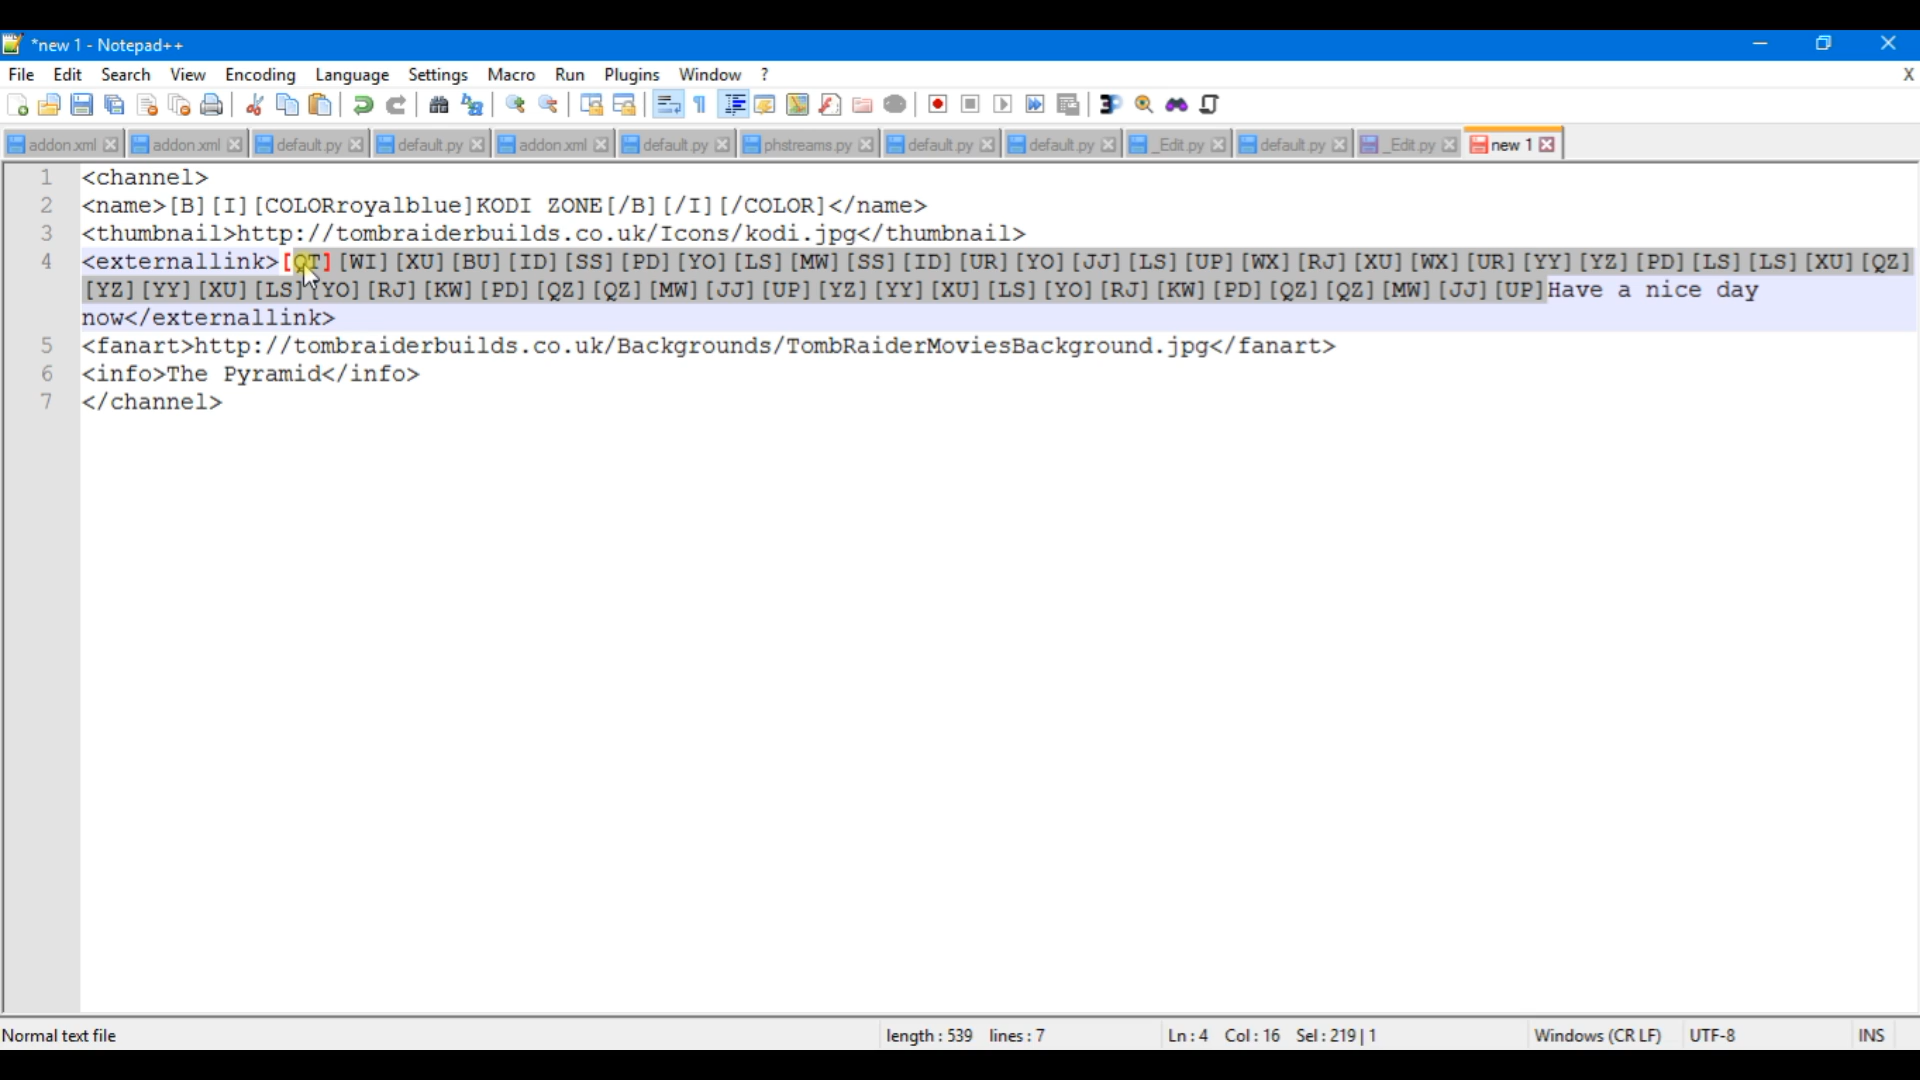 *new 1 - Notepad++
File Edit Search View Encoding Language Settings Macro Run Plugins Window ? X
addon.xml addon.xml default.py default.py addon.xml default.py phstreams.py default.py default.py _Edit.py default.py _Edit.py new 1
1 <channel>
2 <name>[B][I][COLORroyalblue]KODI ZONE[/B][/I][/COLOR]</name>
3 <thumbnail>http://tombraiderbuilds.co.uk/Icons/kodi.jpg</thumbnail>
4 <externallink>[QT][WI][XU][BU][ID][SS][PD][YO][LS][MW][SS][ID][UR][YO][JJ][LS][UP][WX][RJ][XU][WX][UR][YY][YZ][PD][LS][LS][XU][QZ]
[YZ][YY][XU][LS][YO][RJ][KW][PD][QZ][QZ][MW][JJ][UP][YZ][YY][XU][LS][YO][RJ][KW][PD][QZ][QZ][MW][JJ][UP]Have a nice day
now</externallink>
5 <fanart>http://tombraiderbuilds.co.uk/Backgrounds/TombRaiderMoviesBackground.jpg</fanart>
6 <info>The Pyramid</info>
7 </channel>
Normal text file length : 539 lines : 7 Ln : 4 Col : 16 Sel : 219 | 1 Windows (CR LF) UTF-8 INS